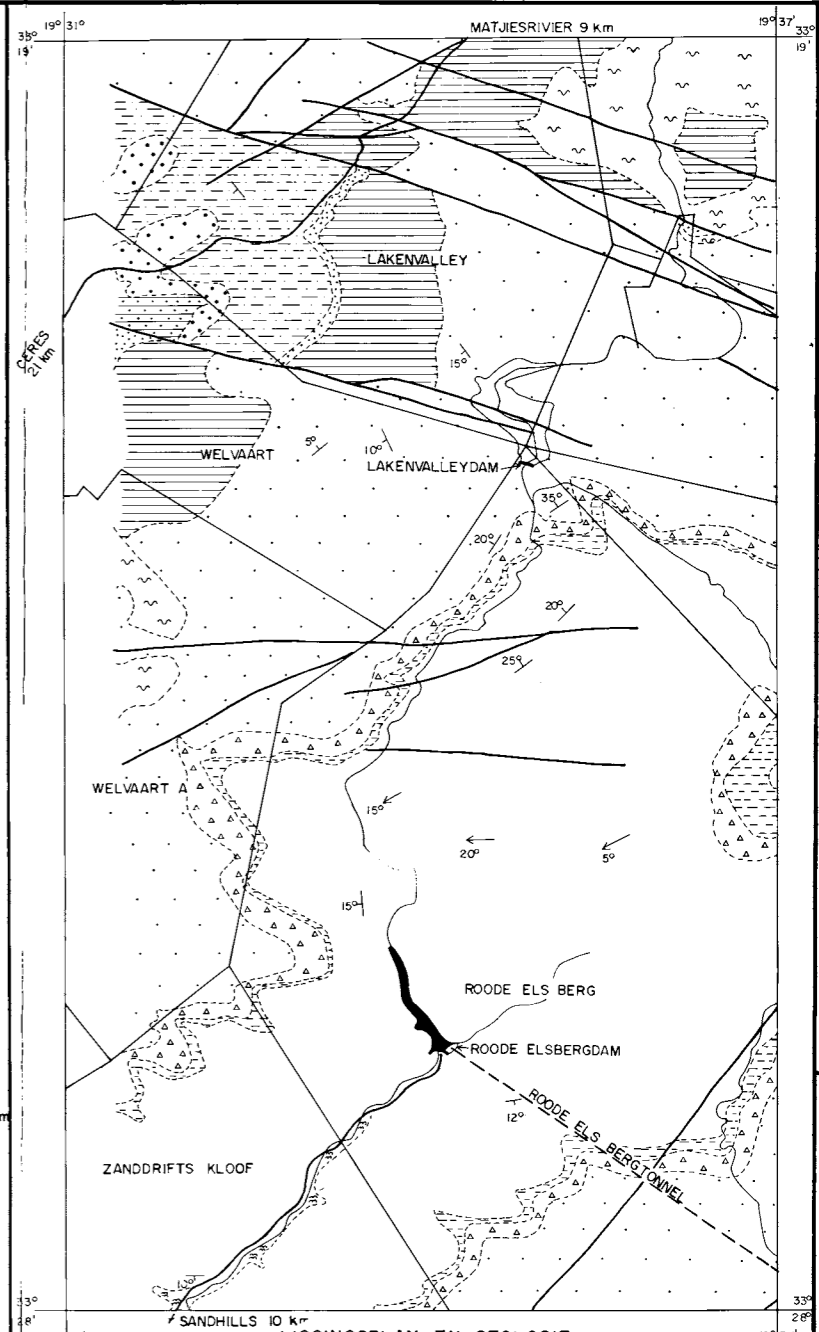 19° 31°
MATJIESRIVIER 9 Km
19° 37'
33°
19'
33°
19'
LAKENVALLEY
CERES
21 km
15°
WELVAART
5°
10°
LAKENVALLEYDAM
35°
20°
20°
25°
WELVAART A
15°
20°
5°
15°
ROODE ELS BERG
ROODE ELSBERGDAM
ROODE ELS BERGTONNEL
12°
m
ZANDDRIFTS KLOOF
33°
28'
33°
28'
SANDHILLS 10 Km